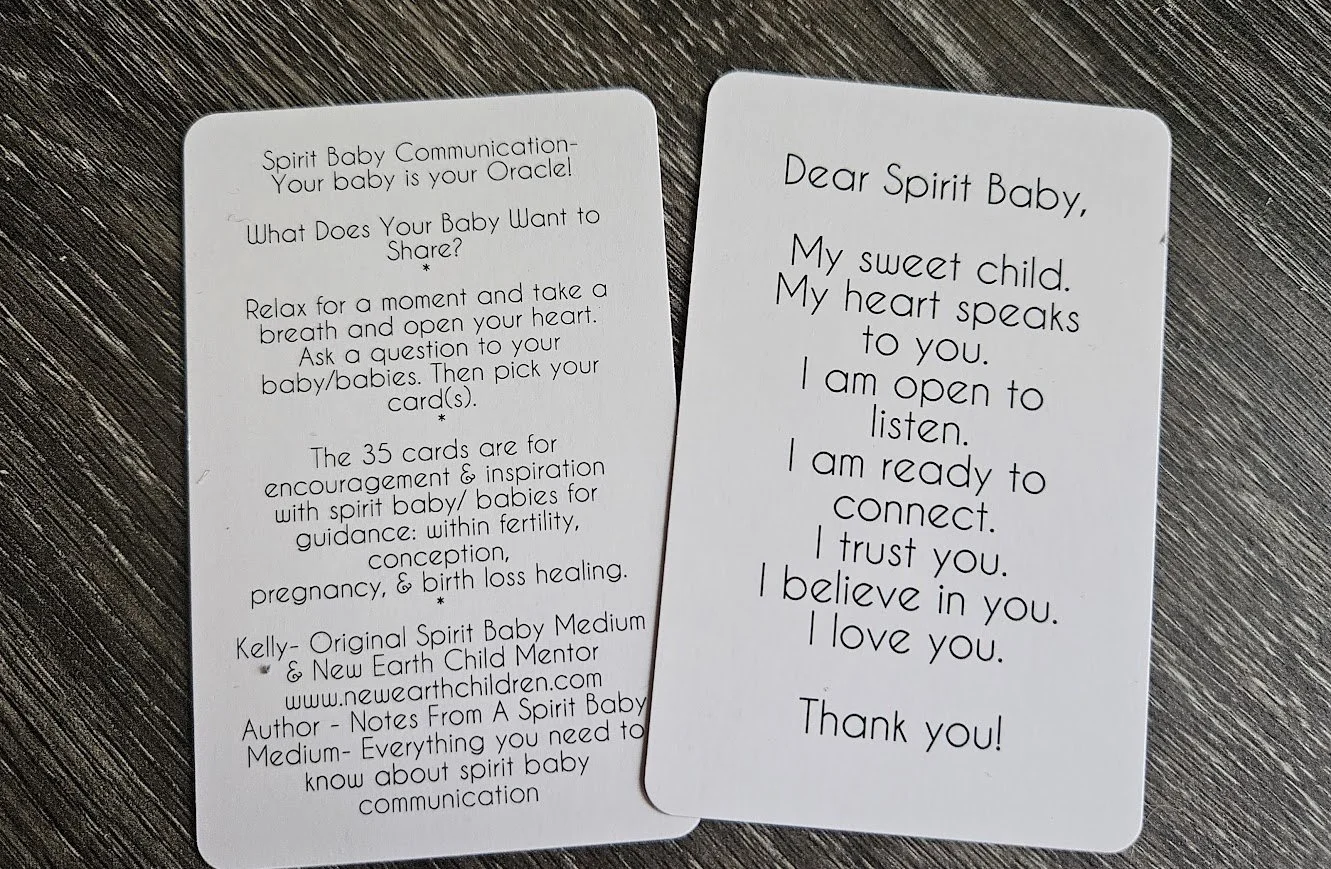 Spirit Baby Communication-
Your baby is your Oracle!
What Does Your Baby Want to
Share?
*
Relax for a moment and take a
breath and open your heart.
Ask a question to your
baby/babies. Then pick your
card(s).
*
The 35 cards are for
encouragement & inspiration
with spirit baby/ babies for
guidance: within fertility,
conception,
pregnancy, & birth loss healing.
*
Kelly- Original Spirit Baby Medium
& New Earth Child Mentor
www.newearthchildren.com
Author - Notes From A Spirit Baby
Medium- Everything you need to
know about spirit baby
communication
Dear Spirit Baby,
My sweet child.
My heart speaks
to you.
I am open to
listen.
I am ready to
connect.
I trust you.
I believe in you.
I love you.
Thank you!